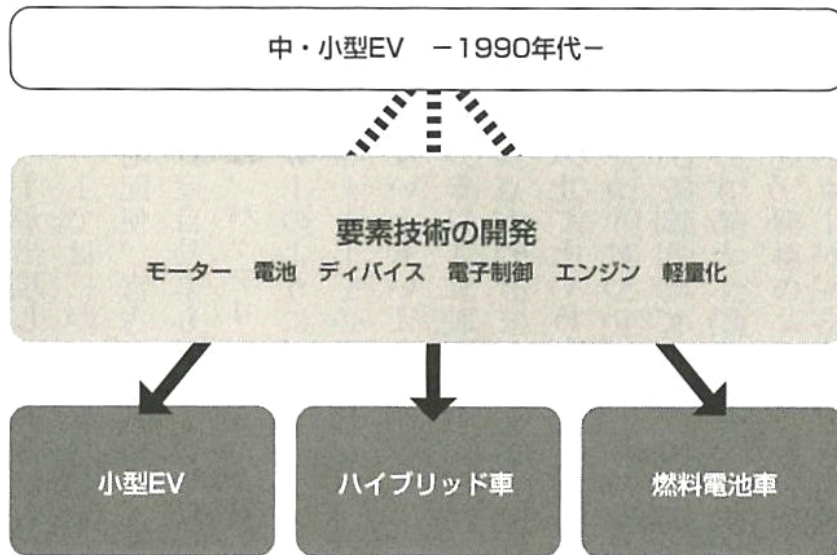 中・小型EV －1990年代－
要素技術の開発
モーター 電池 ディバイス 電子制御 エンジン 軽量化
小型EV
ハイブリッド車
燃料電池車